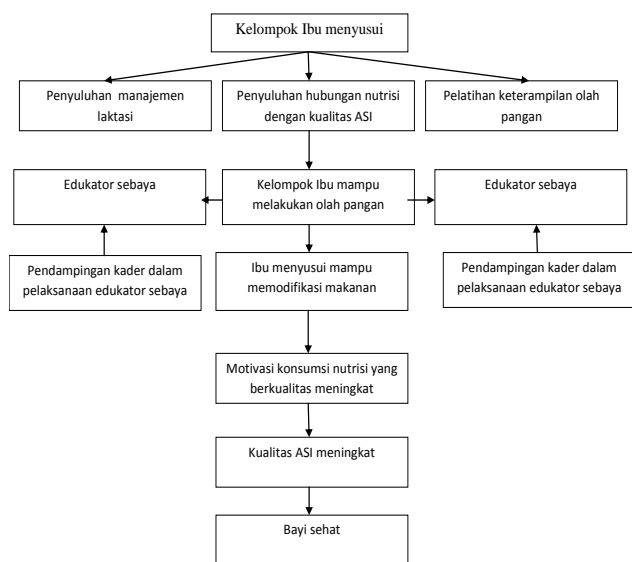 Kelompok Ibu menyusui
Penyuluhan manajemen
laktasi
Penyuluhan hubungan nutrisi
dengan kualitas ASI
Pelatihan keterampilan olah
pangan
Edukator sebaya
Kelompok Ibu mampu
melakukan olah pangan
Edukator sebaya
Pendampingan kader dalam
pelaksanaan edukator sebaya
Ibu menyusui mampu
memodifikasi makanan
Pendampingan kader dalam
pelaksanaan edukator sebaya
Motivasi konsumsi nutrisi yang
berkualitas meningkat
Kualitas ASI meningkat
Bayi sehat